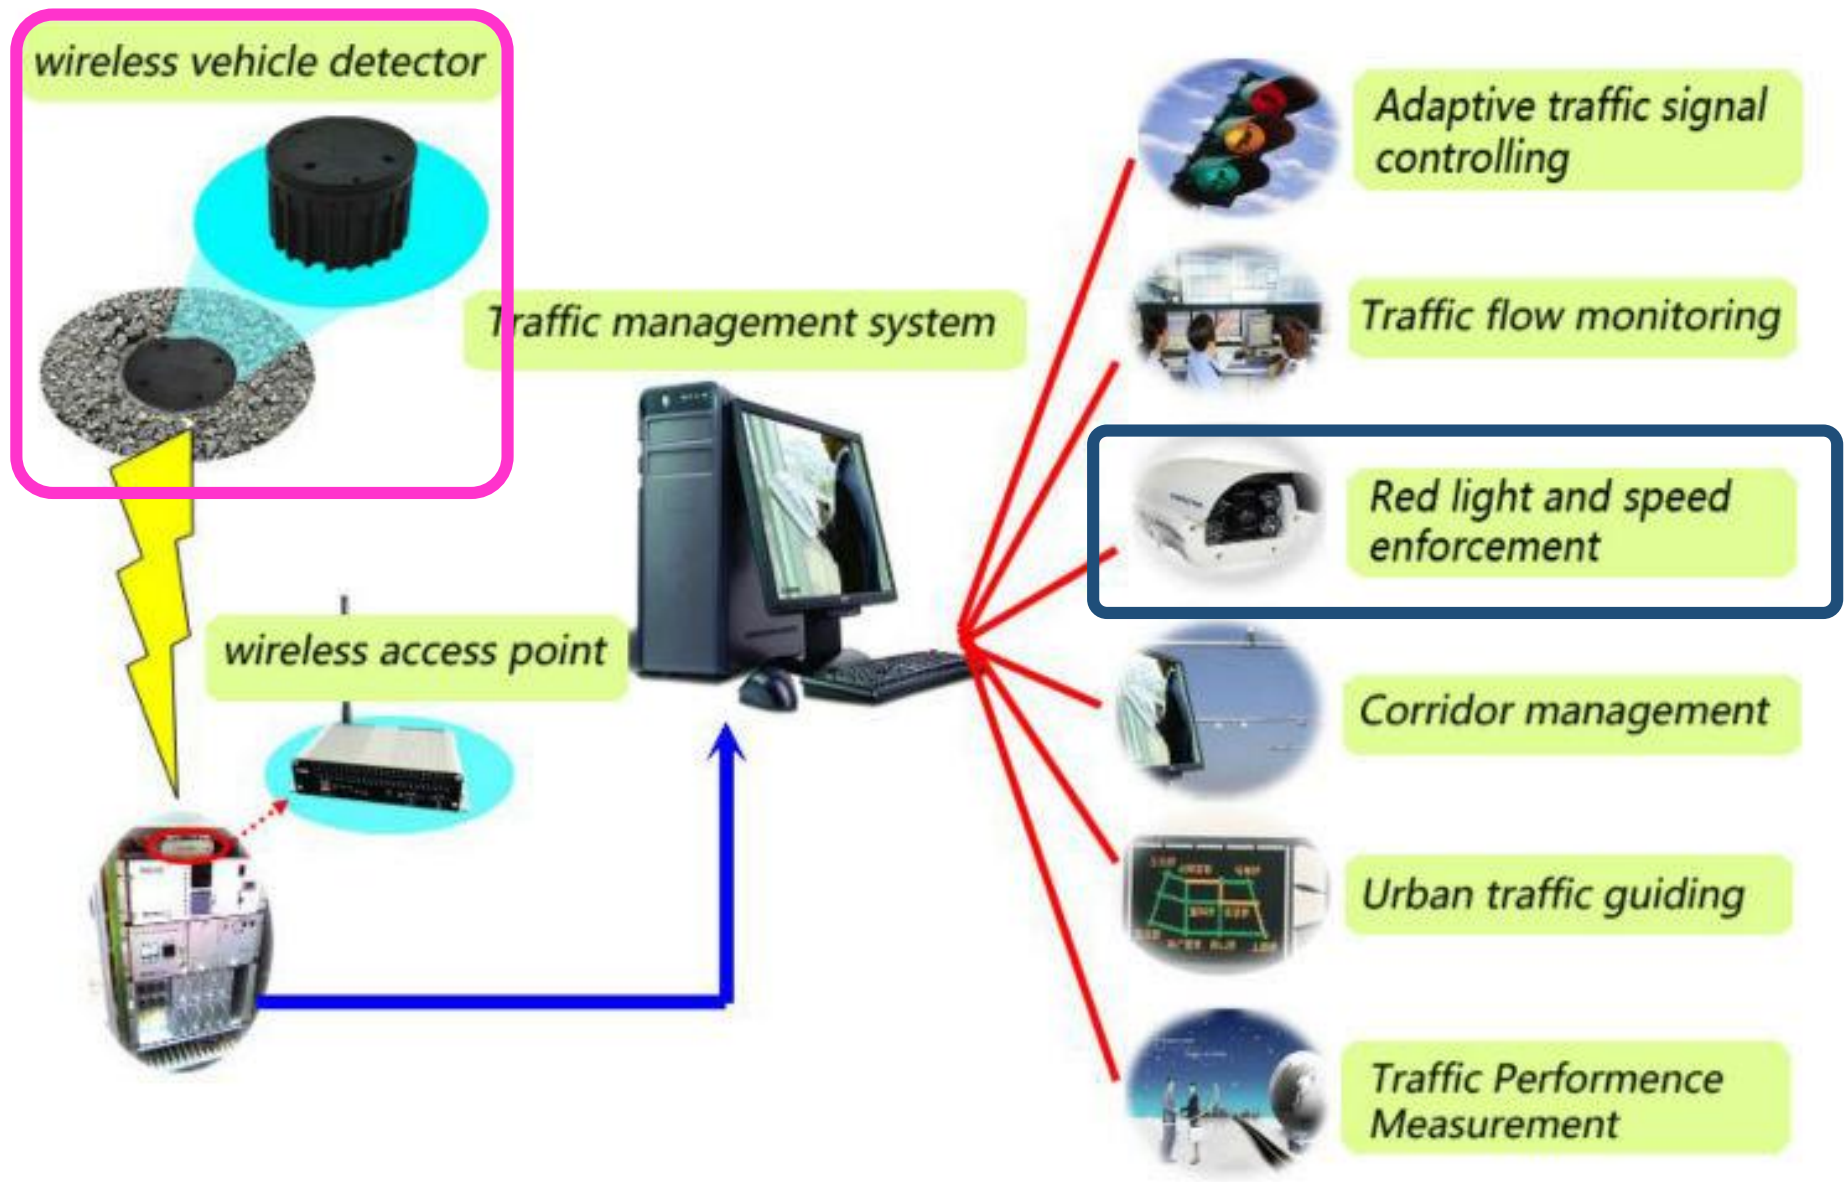 wireless vehicle detector
Traffic management system
wireless access point
Adaptive traffic signal
controlling
Traffic flow monitoring
Red light and speed
enforcement
Corridor management
Urban traffic guiding
Traffic Performence
Measurement